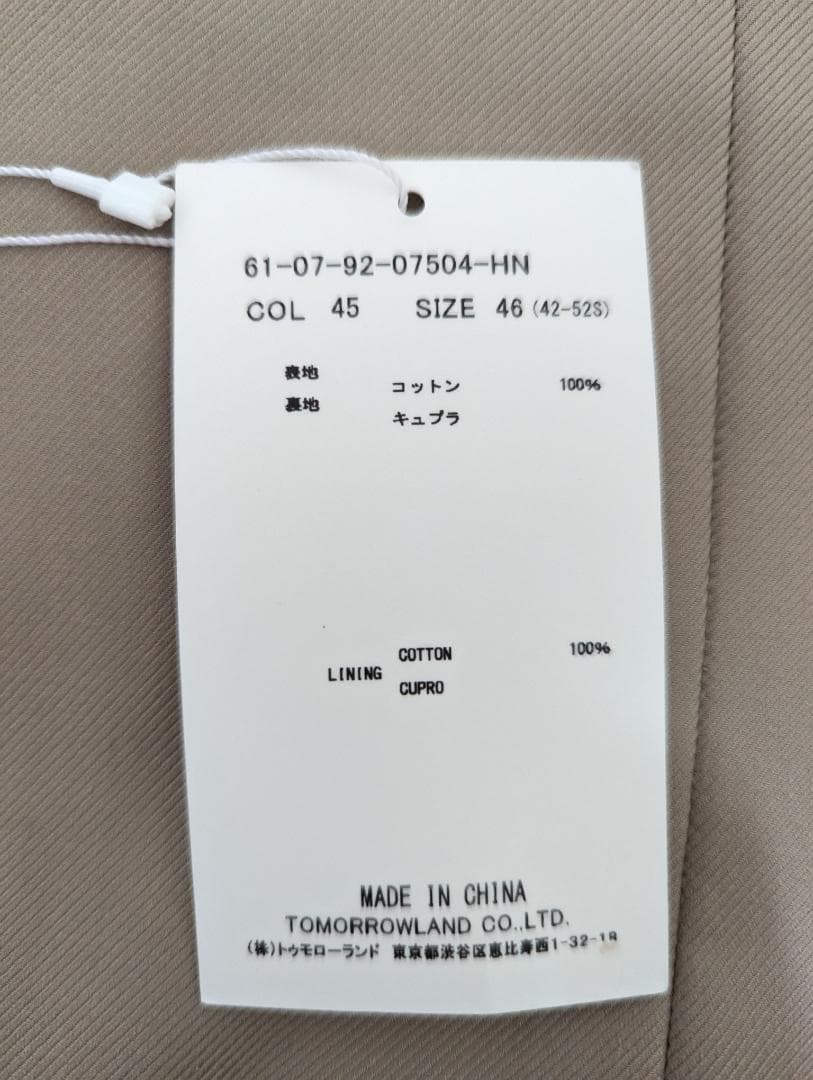 61-07-92-07504-HN
COL 45 SIZE 46 (42-52S)
表地 コットン 100%
裏地 キュプラ
COTTON 100%
LINING CUPRO
MADE IN CHINA
TOMORROWLAND CO.,LTD.
(株)トゥモローランド 東京都渋谷区恵比寿西1-32-18